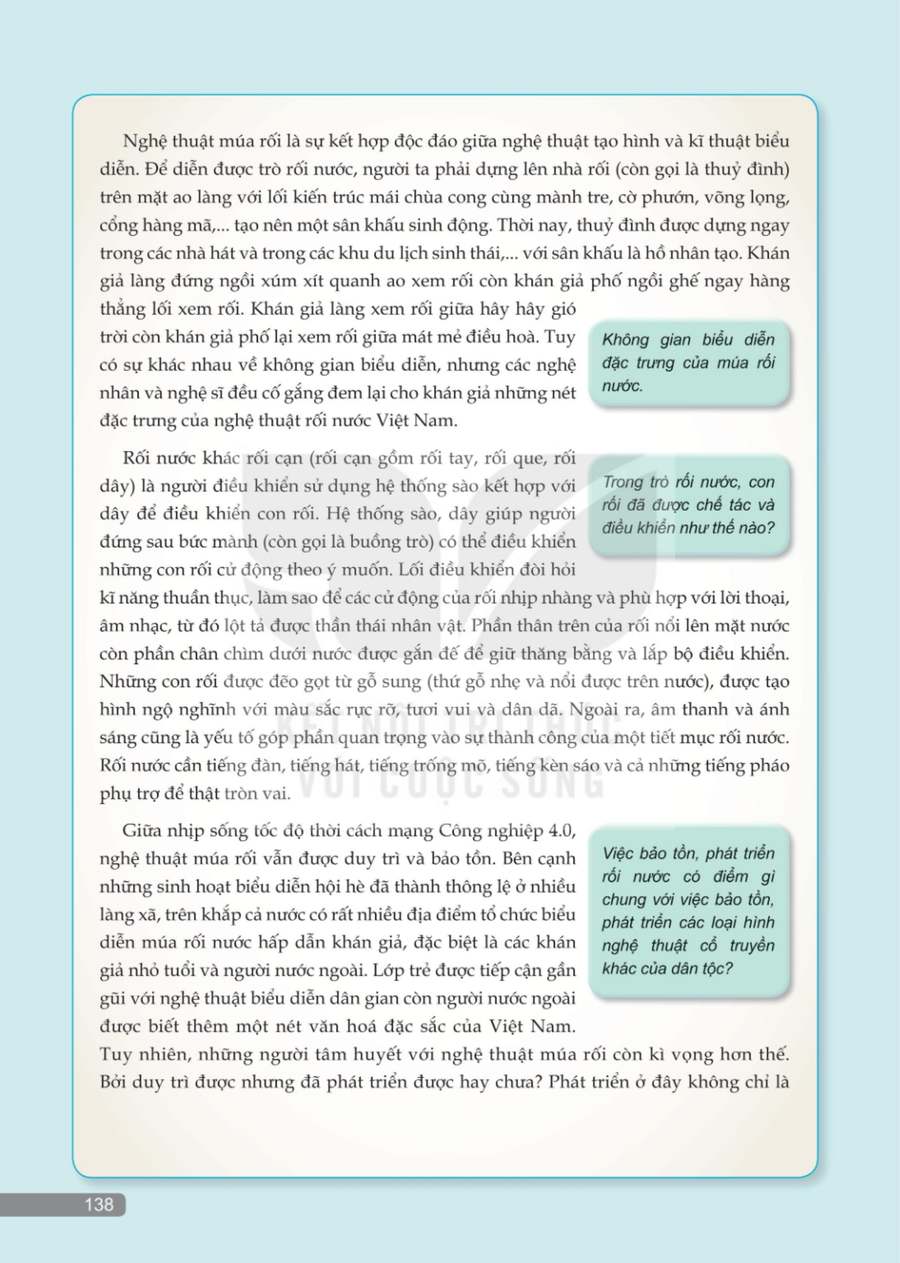 Nghệ thuật múa rối là sự kết hợp độc đáo giữa nghệ thuật tạo hình và kĩ thuật biểu
diễn. Để diễn được trò rối nước, người ta phải dựng lên nhà rối (còn gọi là thuỷ đình)
trên mặt ao làng với lối kiến trúc mái chùa cong cùng mành tre, cờ phướn, võng lọng,
cổng hàng mã,... tạo nên một sân khấu sinh động. Thời nay, thuỷ đình được dựng ngay
trong các nhà hát và trong các khu du lịch sinh thái,... với sân khấu là hồ nhân tạo. Khán
giả làng đứng ngồi xúm xít quanh ao xem rối còn khán giả phố ngồi ghế ngay hàng
thẳng lối xem rối. Khán giả làng xem rối giữa hây hây gió
trời còn khán giả phố lại xem rối giữa mát mẻ điều hoà. Tuy
có sự khác nhau về không gian biểu diễn, nhưng các nghệ
nhân và nghệ sĩ đều cố gắng đem lại cho khán giả những nét
đặc trưng của nghệ thuật rối nước Việt Nam.
Không gian biểu diễn
đặc trưng của múa rối
nước.
Rối nước khác rối cạn (rối cạn gồm rối tay, rối que, rối
dây) là người điều khiển sử dụng hệ thống sào kết hợp với
dây để điều khiển con rối. Hệ thống sào, dây giúp người
đứng sau bức mành (còn gọi là buồng trò) có thể điều khiển
những con rối cử động theo ý muốn. Lối điều khiển đòi hỏi
kĩ năng thuần thục, làm sao để các cử động của rối nhịp nhàng và phù hợp với lời thoại,
âm nhạc, từ đó lột tả được thần thái nhân vật. Phần thân trên của rối nổi lên mặt nước
còn phần chân chìm dưới nước được gắn đế để giữ thăng bằng và lắp bộ điều khiển.
Những con rối được đẽo gọt từ gỗ sung (thứ gỗ nhẹ và nổi được trên nước), được tạo
hình ngộ nghĩnh với màu sắc rực rỡ, tươi vui và dân dã. Ngoài ra, âm thanh và ánh
sáng cũng là yếu tố góp phần quan trọng vào sự thành công của một tiết mục rối nước.
Rối nước cần tiếng đàn, tiếng hát, tiếng trống mõ, tiếng kèn sáo và cả những tiếng pháo
phụ trợ để thật tròn vai.
Trong trò rối nước, con
rối đã được chế tác và
điều khiển như thế nào?
KẾT NỐI TRI THỨC
VỚI CUỘC SỐNG
Giữa nhịp sống tốc độ thời cách mạng Công nghiệp 4.0,
nghệ thuật múa rối vẫn được duy trì và bảo tồn. Bên cạnh
những sinh hoạt biểu diễn hội hè đã thành thông lệ ở nhiều
làng xã, trên khắp cả nước có rất nhiều địa điểm tổ chức biểu
diễn múa rối nước hấp dẫn khán giả, đặc biệt là các khán
giả nhỏ tuổi và người nước ngoài. Lớp trẻ được tiếp cận gần
gũi với nghệ thuật biểu diễn dân gian còn người nước ngoài
được biết thêm một nét văn hoá đặc sắc của Việt Nam.
Tuy nhiên, những người tâm huyết với nghệ thuật múa rối còn kì vọng hơn thế.
Bởi duy trì được nhưng đã phát triển được hay chưa? Phát triển ở đây không chỉ là
Việc bảo tồn, phát triển
rối nước có điểm gì
chung với việc bảo tồn,
phát triển các loại hình
nghệ thuật cổ truyền
khác của dân tộc?
138